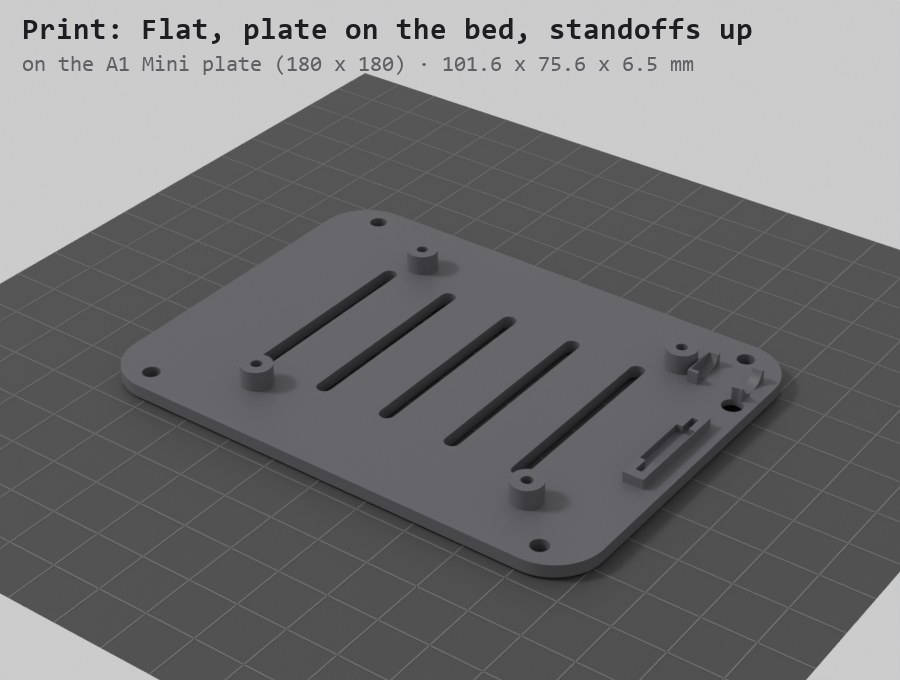 Print: Flat, plate on the bed, standoffs up
on the A1 Mini plate (180 x 180) · 101.6 x 75.6 x 6.5 mm